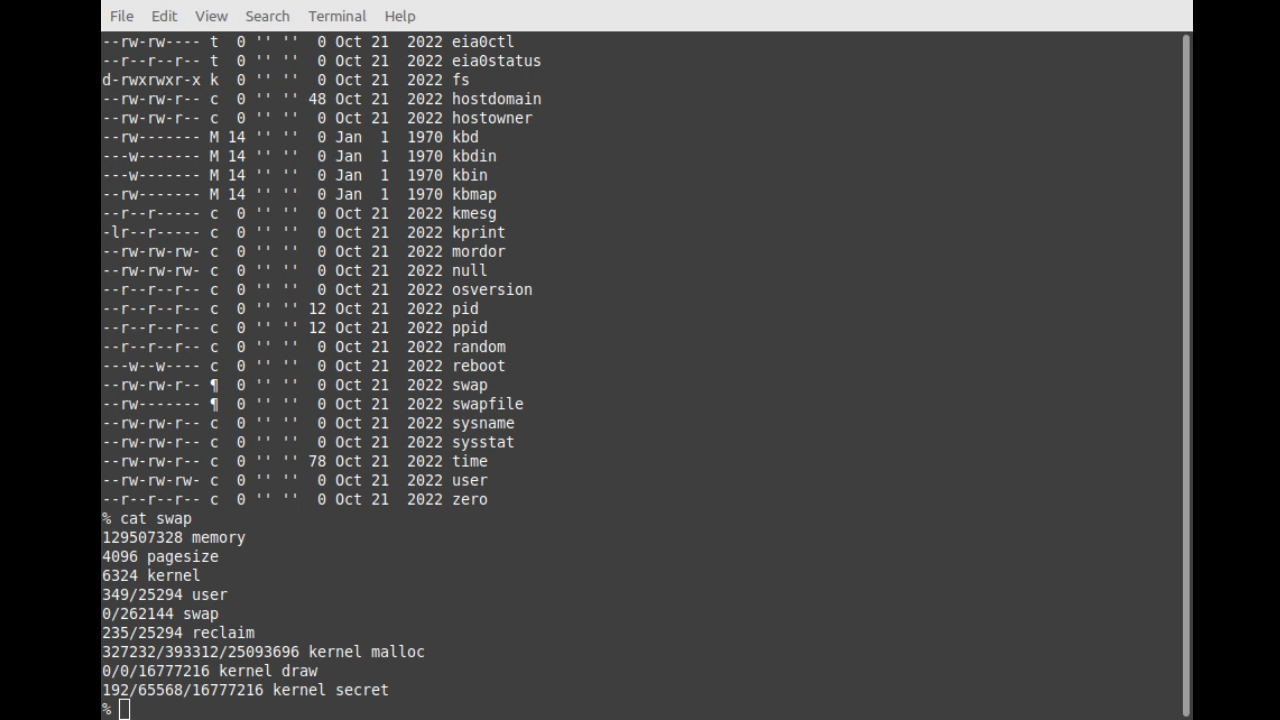 File Edit View Search Terminal Help
--rw-rw---- t  0 '' ''  0 Oct 21  2022 eia0ctl
--r--r--r-- t  0 '' ''  0 Oct 21  2022 eia0status
d-rwxrwxr-x k  0 '' ''  0 Oct 21  2022 fs
--rw-rw-r-- c  0 '' '' 48 Oct 21  2022 hostdomain
--rw-rw-r-- c  0 '' ''  0 Oct 21  2022 hostowner
--rw------- M 14 '' ''  0 Jan  1  1970 kbd
---w------- M 14 '' ''  0 Jan  1  1970 kbdin
---w------- M 14 '' ''  0 Jan  1  1970 kbin
--rw------- M 14 '' ''  0 Jan  1  1970 kbmap
--r--r----- c  0 '' ''  0 Oct 21  2022 kmesg
-lr--r----- c  0 '' ''  0 Oct 21  2022 kprint
--rw-rw-rw- c  0 '' ''  0 Oct 21  2022 mordor
--rw-rw-rw- c  0 '' ''  0 Oct 21  2022 null
--r--r--r-- c  0 '' ''  0 Oct 21  2022 osversion
--r--r--r-- c  0 '' '' 12 Oct 21  2022 pid
--r--r--r-- c  0 '' '' 12 Oct 21  2022 ppid
--r--r--r-- c  0 '' ''  0 Oct 21  2022 random
---w--w---- c  0 '' ''  0 Oct 21  2022 reboot
--rw-rw-r-- ¶  0 '' ''  0 Oct 21  2022 swap
--rw------- ¶  0 '' ''  0 Oct 21  2022 swapfile
--rw-rw-r-- c  0 '' ''  0 Oct 21  2022 sysname
--rw-rw-r-- c  0 '' ''  0 Oct 21  2022 sysstat
--rw-rw-r-- c  0 '' '' 78 Oct 21  2022 time
--rw-rw-rw- c  0 '' ''  0 Oct 21  2022 user
--r--r--r-- c  0 '' ''  0 Oct 21  2022 zero
% cat swap
129507328 memory
4096 pagesize
6324 kernel
349/25294 user
0/262144 swap
235/25294 reclaim
327232/393312/25093696 kernel malloc
0/0/16777216 kernel draw
192/65568/16777216 kernel secret
%